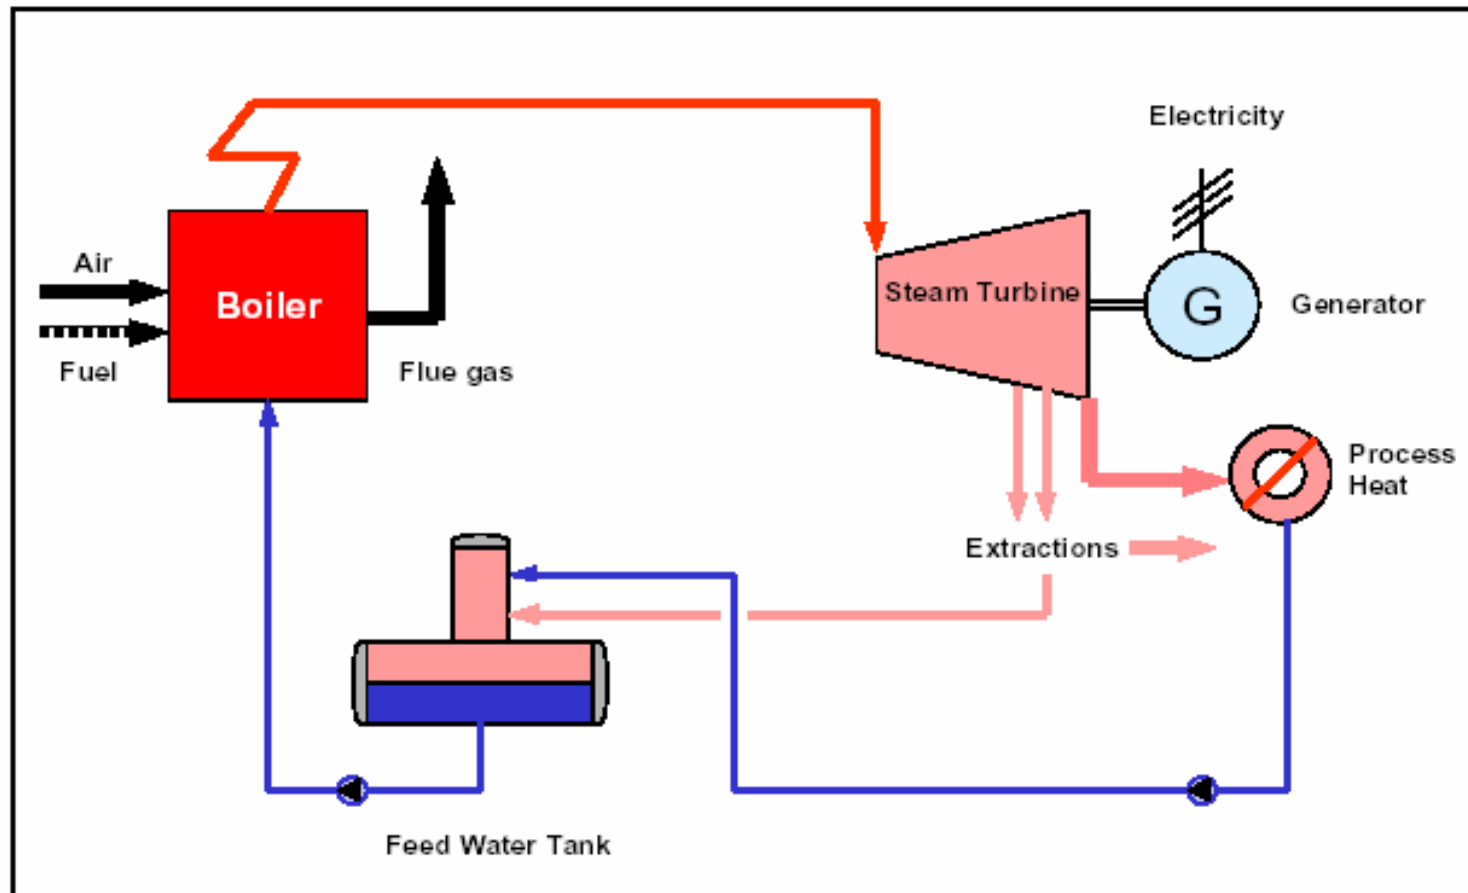 Electricity
Air
Boiler
Steam Turbine
G
Generator
Fuel
Flue gas
Process
Heat
Extractions
Feed Water Tank